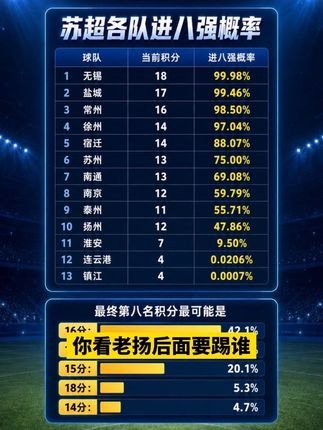 苏超各队进八强概率
球队 当前积分 进八强概率
1 无锡 18 99.98%
2 盐城 17 99.46%
3 常州 16 98.50%
4 徐州 14 97.04%
5 宿迁 14 88.07%
6 苏州 13 75.00%
7 南通 13 69.08%
8 南京 12 59.79%
9 泰州 11 55.71%
10 扬州 12 47.86%
11 淮安 7 9.50%
12 连云港 4 0.0206%
13 镇江 4 0.0007%
最终第八名积分最可能是
16分: 42.1%
你看老扬后面要踢谁
15分: 20.1%
18分: 5.3%
14分: 4.7%